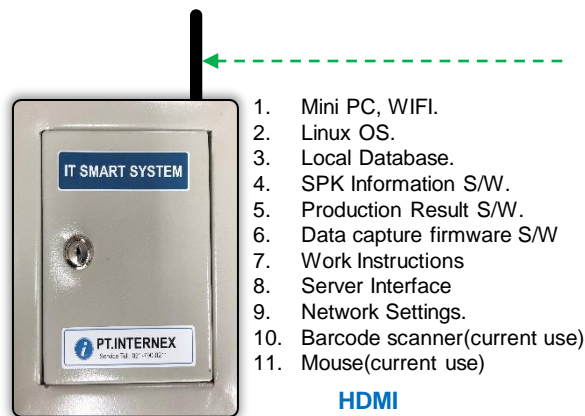 1. Mini PC, WIFI.
2. Linux OS.
3. Local Database.
4. SPK Information S/W.
5. Production Result S/W.
6. Data capture firmware S/W
7. Work Instructions
8. Server Interface
9. Network Settings.
10. Barcode scanner(current use)
11. Mouse(current use)
HDMI
IT SMART SYSTEM
i PT.INTERNEX
Service Tel.